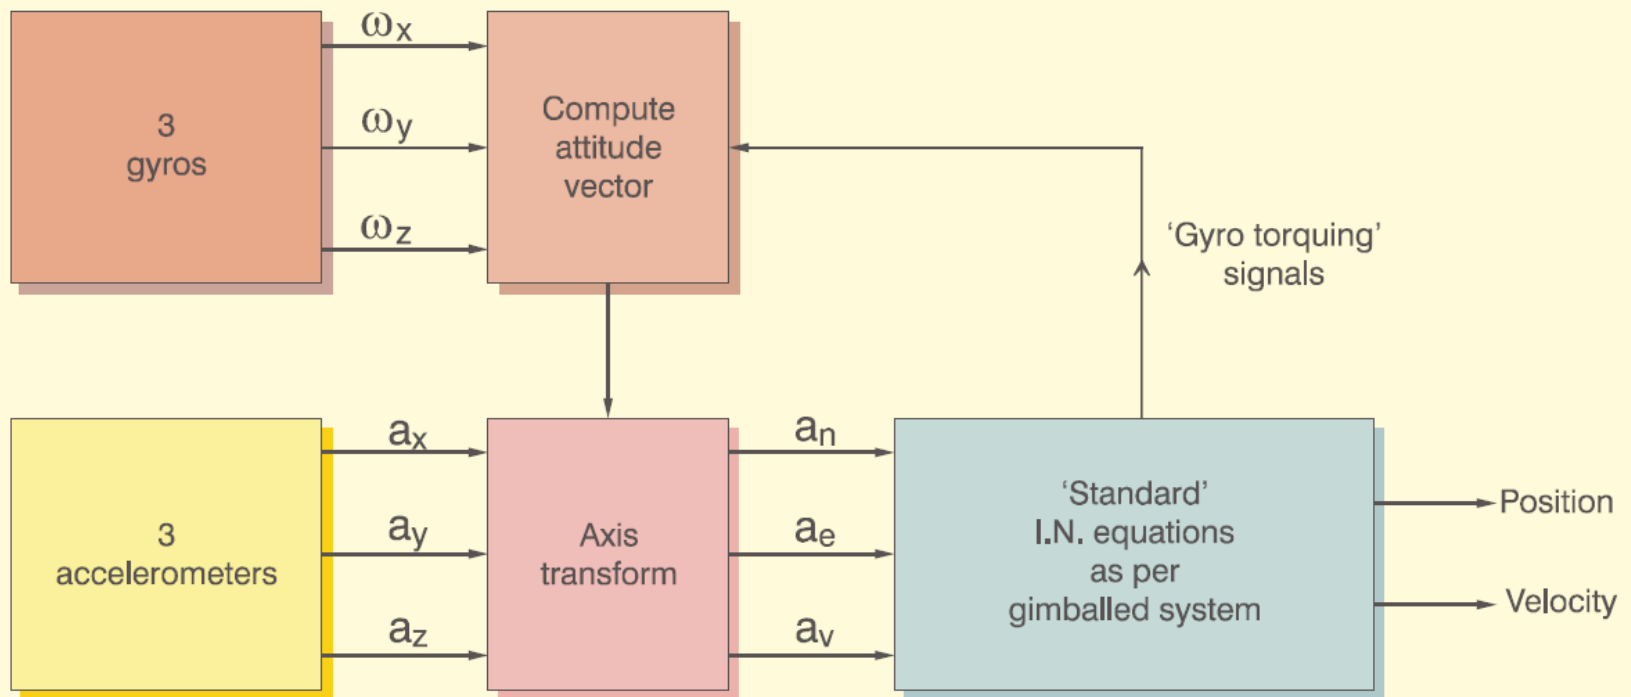 3
gyros
ωx
ωy
ωz
Compute
attitude
vector
'Gyro torquing'
signals
3
accelerometers
ax
ay
az
Axis
transform
an
ae
av
'Standard'
I.N. equations
as per
gimballed system
Position
Velocity